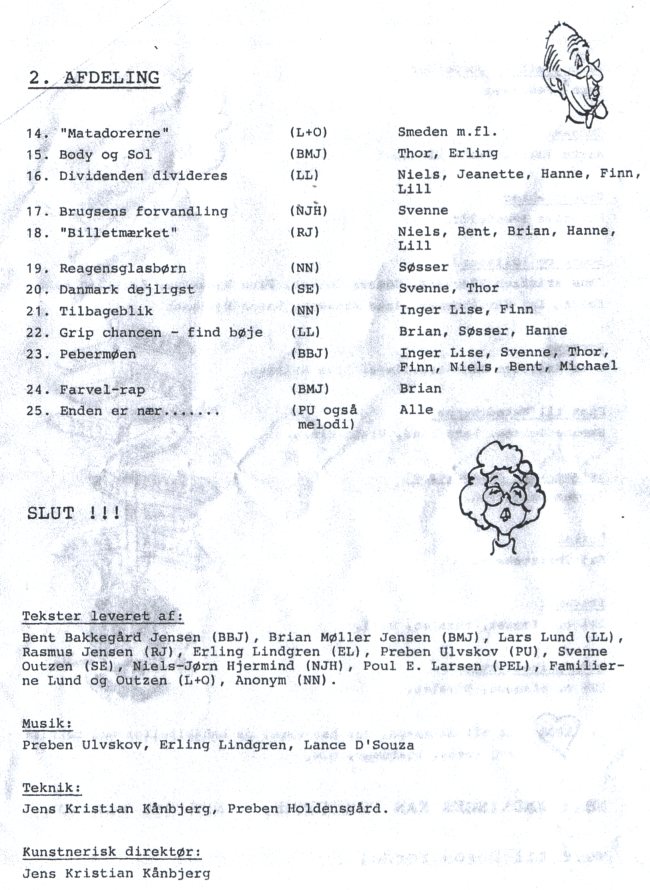 2. AFDELING
14. "Matadorerne" (L+O) Smeden m.fl.
15. Body og Sol (BMJ) Thor, Erling
16. Dividenden divideres (LL) Niels, Jeanette, Hanne, Finn,
Lill
17. Brugsens forvandling (NJH) Svenne
18. "Billetmærket" (RJ) Niels, Bent, Brian, Hanne,
Lill
19. Reagensglasbørn (NN) Søsser
20. Danmark dejligst (SE) Svenne, Thor
21. Tilbageblik (NN) Inger Lise, Finn
22. Grip chancen - find bøje (LL) Brian, Søsser, Hanne
23. Pebermøen (BBJ) Inger Lise, Svenne, Thor,
Finn, Niels, Bent, Michael
24. Farvel-rap (BMJ) Brian
25. Enden er nær....... (PU også Alle
melodi)
SLUT !!!
Tekster leveret af:
Bent Bakkegård Jensen (BBJ), Brian Møller Jensen (BMJ), Lars Lund (LL),
Rasmus Jensen (RJ), Erling Lindgren (EL), Preben Ulvskov (PU), Svenne
Outzen (SE), Niels-Jørn Hjermind (NJH), Poul E. Larsen (PEL), Familier-
ne Lund og Outzen (L+O), Anonym (NN).
Musik:
Preben Ulvskov, Erling Lindgren, Lance D'Souza
Teknik:
Jens Kristian Kånbjerg, Preben Holdensgård.
Kunstnerisk direktør:
Jens Kristian Kånbjerg